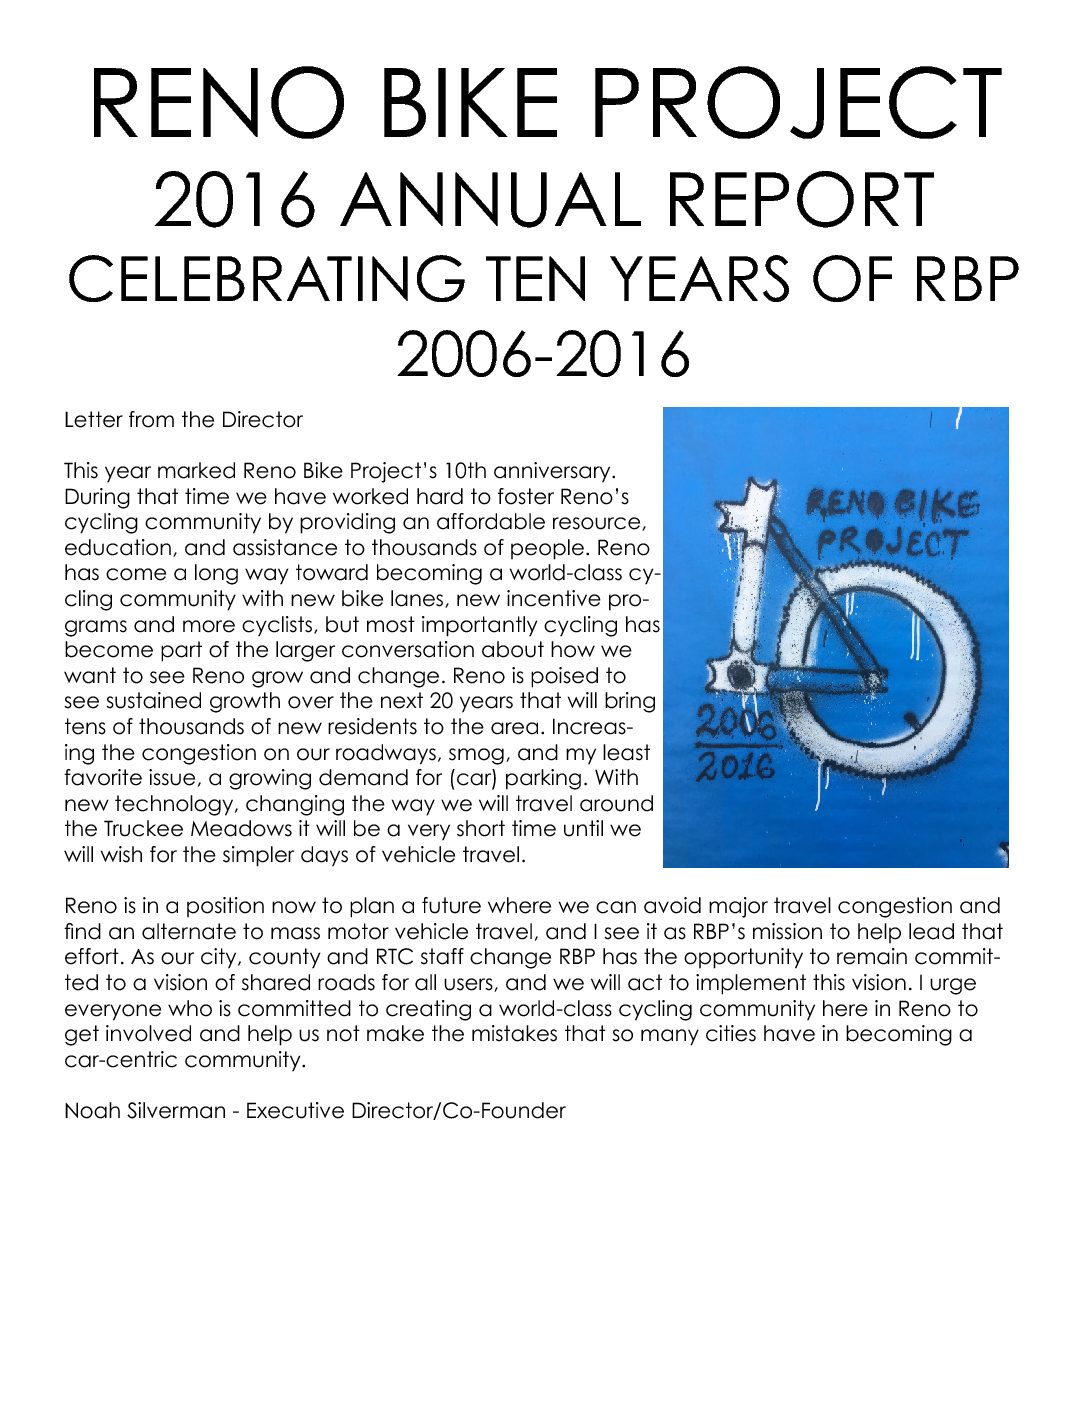 RENO BIKE PROJECT
2016 ANNUAL REPORT
CELEBRATING TEN YEARS OF RBP
2006-2016
Letter from the Director
This year marked Reno Bike Project’s 10th anniversary.
During that time we have worked hard to foster Reno’s
cycling community by providing an affordable resource,
education, and assistance to thousands of people. Reno
has come a long way toward becoming a world-class cy-
cling community with new bike lanes, new incentive pro-
grams and more cyclists, but most importantly cycling has
become part of the larger conversation about how we
want to see Reno grow and change. Reno is poised to
see sustained growth over the next 20 years that will bring
tens of thousands of new residents to the area. Increas-
ing the congestion on our roadways, smog, and my least
favorite issue, a growing demand for (car) parking. With
new technology, changing the way we will travel around
the Truckee Meadows it will be a very short time until we
will wish for the simpler days of vehicle travel.
RENO BIKE
PROJECT
2006
2016
Reno is in a position now to plan a future where we can avoid major travel congestion and
find an alternate to mass motor vehicle travel, and I see it as RBP’s mission to help lead that
effort. As our city, county and RTC staff change RBP has the opportunity to remain commit-
ted to a vision of shared roads for all users, and we will act to implement this vision. I urge
everyone who is committed to creating a world-class cycling community here in Reno to
get involved and help us not make the mistakes that so many cities have in becoming a
car-centric community.
Noah Silverman - Executive Director/Co-Founder